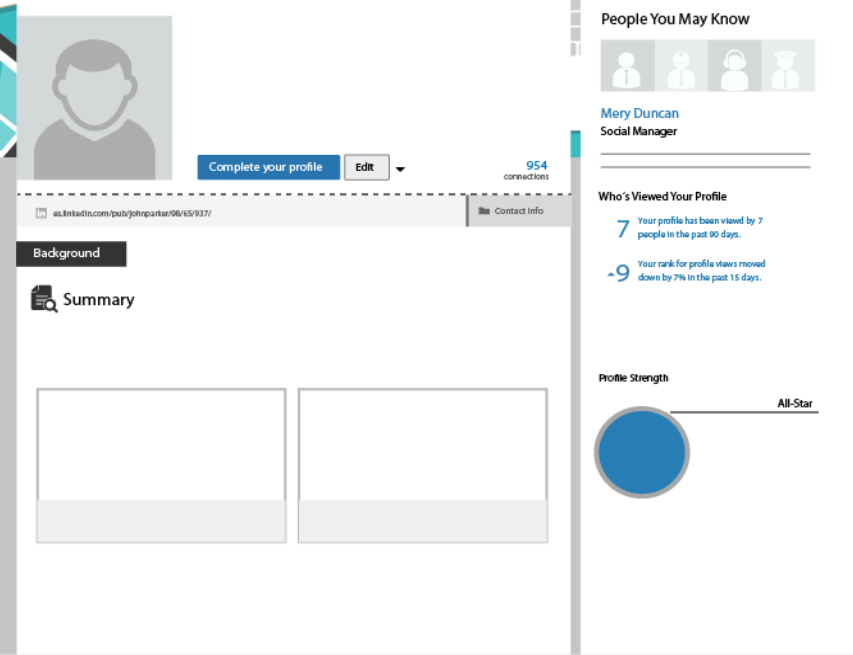 People You May Know
Mery Duncan
Social Manager
Complete your profile
Edit
954
connections
Who´s Viewed Your Profile
7
Your profile has been viewd by 7
people in the past 90 days.
es.linkedin.com/pub/johnparker/98/65/937/
Contact Info
Background
-9
Your rank for profile views moved
down by 7% in the past 15 days.
Summary
Profile Strength
All-Star